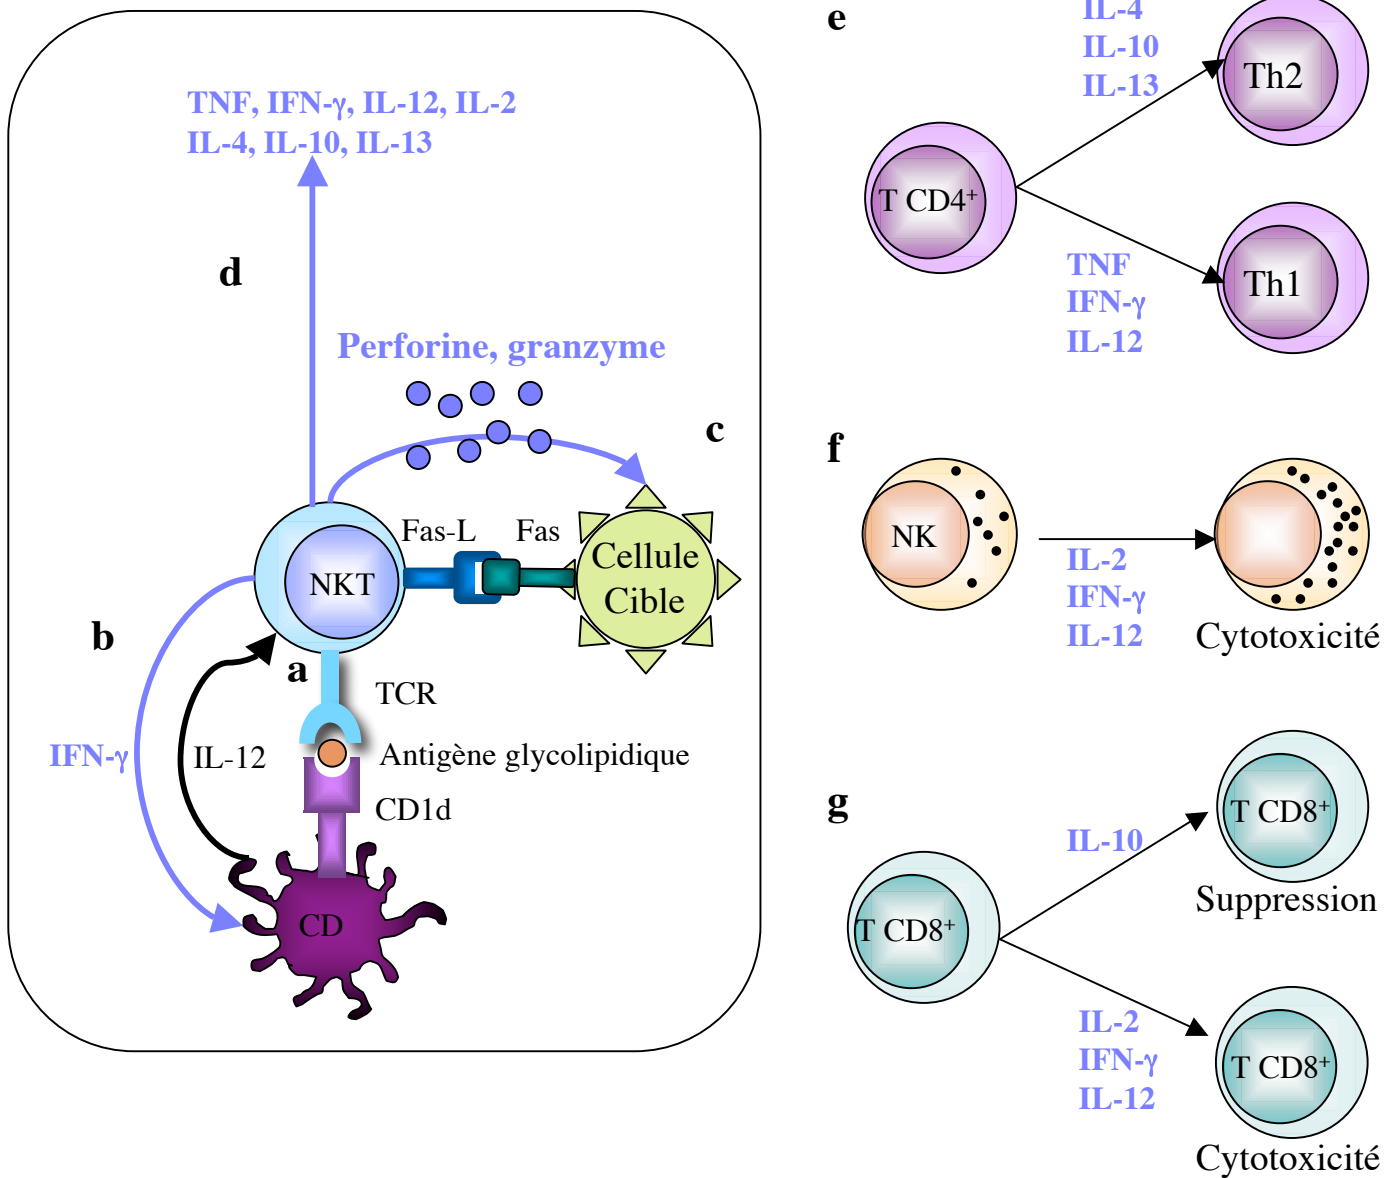 TNF, IFN-γ, IL-12, IL-2
IL-4, IL-10, IL-13
d
Perforine, granzyme
c
Fas-L
Fas
NKT
Cellule
Cible
b
a
TCR
IFN-γ
IL-12
Antigène glycolipidique
CD1d
CD
e
IL-4
IL-10
IL-13
Th2
T CD4+
TNF
IFN-γ
IL-12
Th1
f
NK
IL-2
IFN-γ
IL-12
Cytotoxicité
g
T CD8+
IL-10
T CD8+
Suppression
IL-2
IFN-γ
IL-12
T CD8+
Cytotoxicité